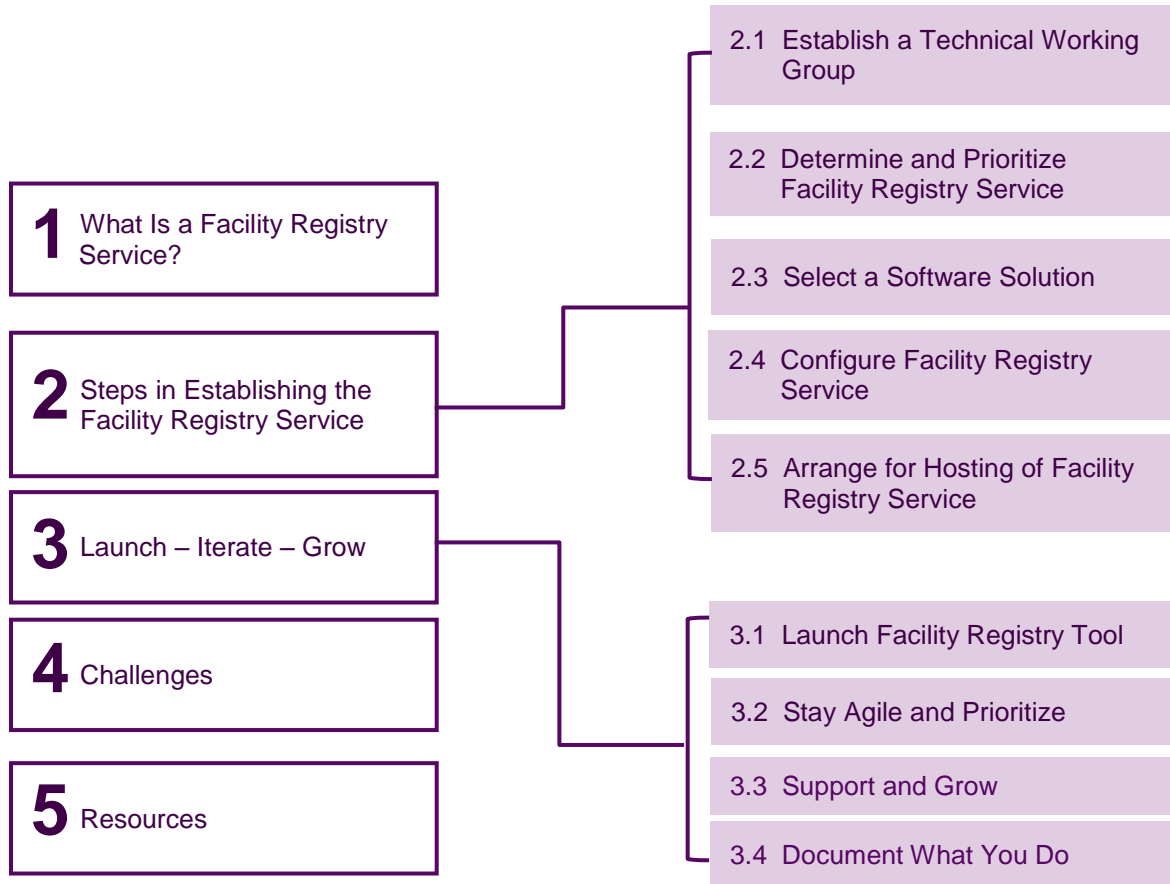 1 What Is a Facility Registry
Service?
2 Steps in Establishing the
Facility Registry Service
3 Launch – Iterate – Grow
4 Challenges
5 Resources
2.1 Establish a Technical Working
Group
2.2 Determine and Prioritize
Facility Registry Service
2.3 Select a Software Solution
2.4 Configure Facility Registry
Service
2.5 Arrange for Hosting of Facility
Registry Service
3.1 Launch Facility Registry Tool
3.2 Stay Agile and Prioritize
3.3 Support and Grow
3.4 Document What You Do